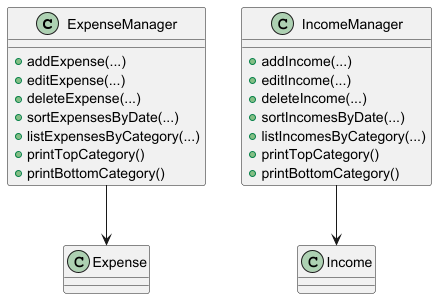 C ExpenseManager
addExpense(...)
editExpense(...)
deleteExpense(...)
sortExpensesByDate(...)
listExpensesByCategory(...)
printTopCategory()
printBottomCategory()
C IncomeManager
addIncome(...)
editIncome(...)
deleteIncome(...)
sortIncomesByDate(...)
listIncomesByCategory(...)
printTopCategory()
printBottomCategory()
C Expense
C Income